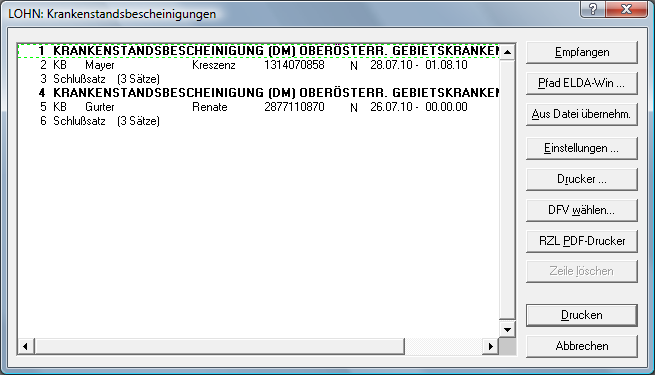 LOHN: Krankenstandsbescheinigungen
1 KRANKENSTANDSBESCHEINIGUNG (DM) OBERÖSTERR. GEBIETSKRANKEN
2 KB Mayer Kreszenz 1314070858 N 28.07.10 - 01.08.10
3 Schlußsatz (3 Sätze)
4 KRANKENSTANDSBESCHEINIGUNG (DM) OBERÖSTERR. GEBIETSKRANKEN
5 KB Gurter Renate 2877110870 N 26.07.10 - 00.00.00
6 Schlußsatz (3 Sätze)
Empfangen
Pfad ELDA-Win ...
Aus Datei übernehm.
Einstellungen ...
Drucker ...
DFV wählen...
RZL PDF-Drucker
Zeile löschen
Drucken
Abbrechen